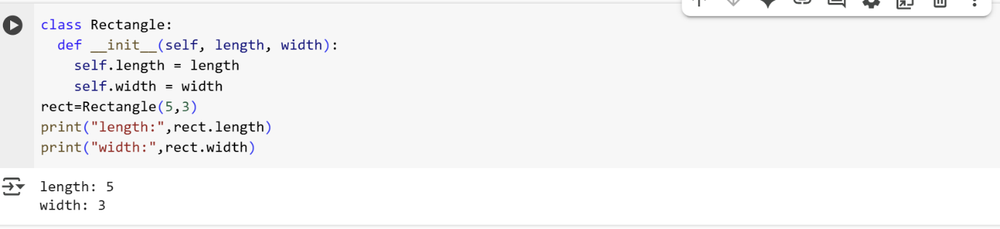 class Rectangle:
  def __init__(self, length, width):
    self.length = length
    self.width = width
rect=Rectangle(5,3)
print("length:",rect.length)
print("width:",rect.width)
length: 5
width: 3